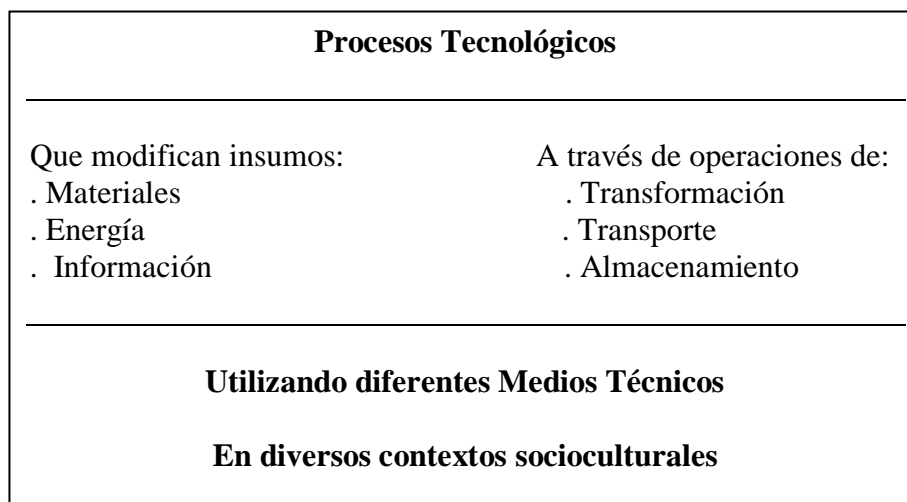 Procesos Tecnológicos
Que modifican insumos: A través de operaciones de:
. Materiales . Transformación
. Energía . Transporte
. Información . Almacenamiento
Utilizando diferentes Medios Técnicos
En diversos contextos socioculturales